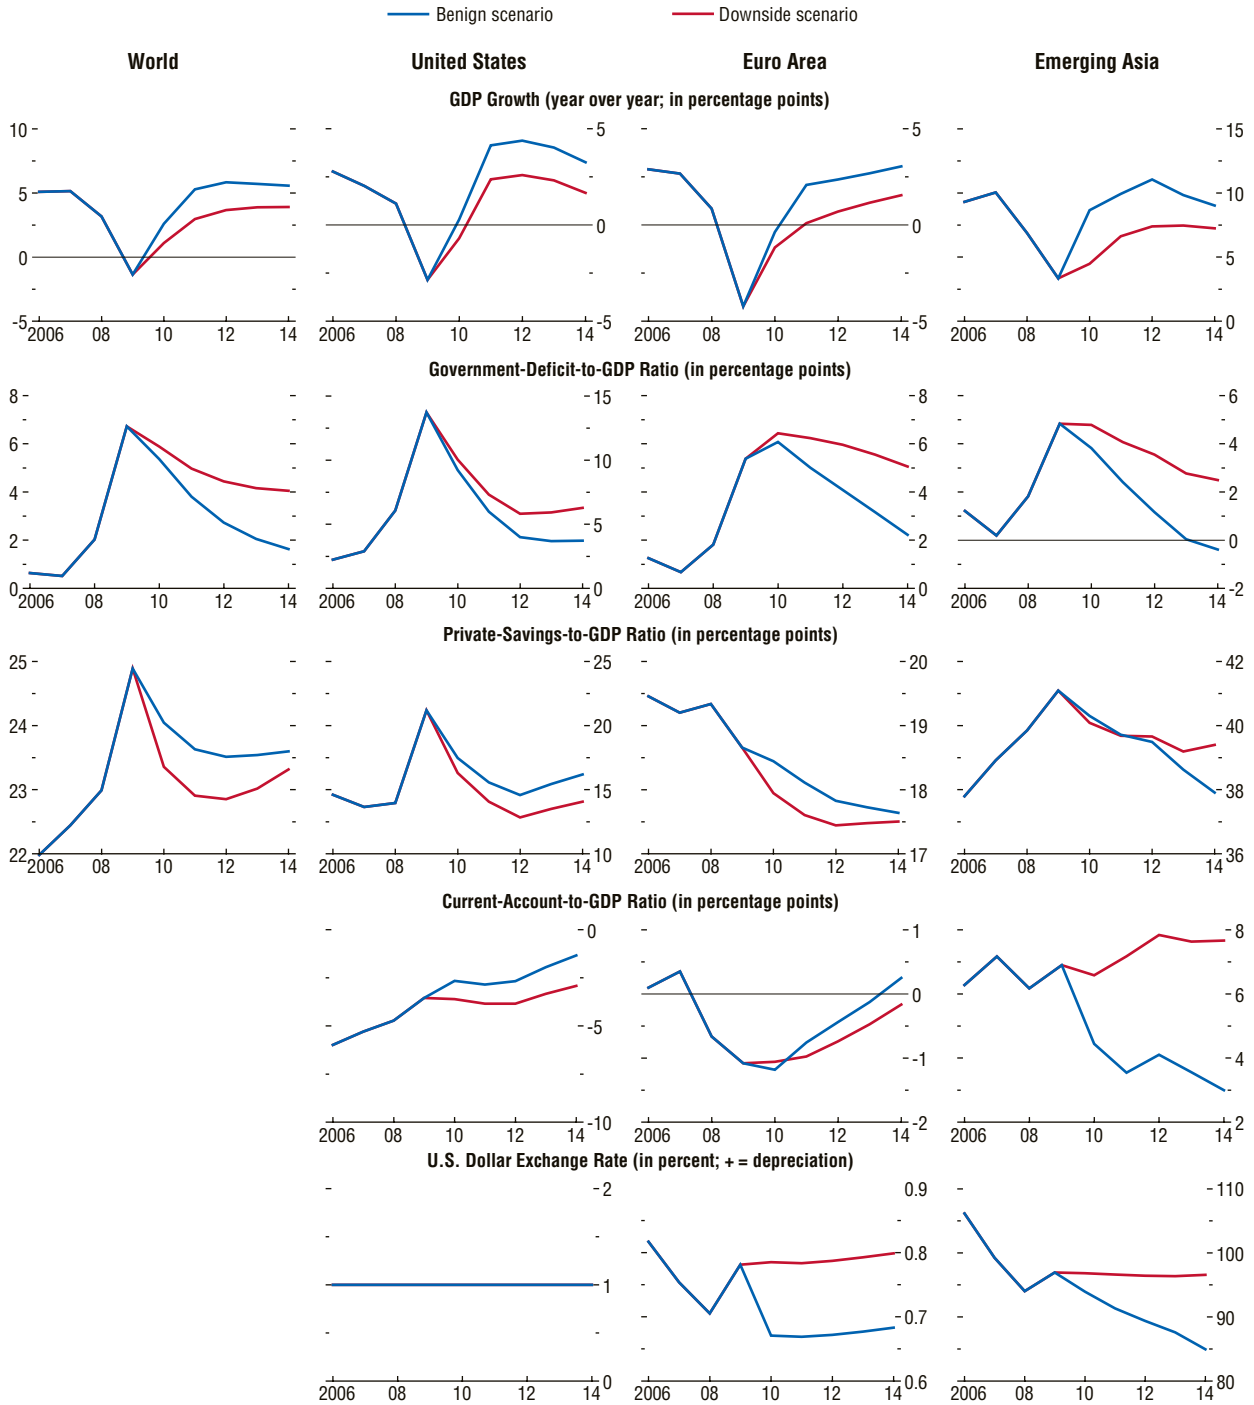 Benign scenario Downside scenario
World United States Euro Area Emerging Asia
GDP Growth (year over year; in percentage points)
10 5 5 15
5 0 0 10
0 5
-5 -5 -5 0
2006 08 10 12 14 2006 08 10 12 14 2006 08 10 12 14 2006 08 10 12 14
Government-Deficit-to-GDP Ratio (in percentage points)
8 15 8 6
6 10 6 4
4 4 2
2 5 2 0
0 0 0 -2
2006 08 10 12 14 2006 08 10 12 14 2006 08 10 12 14 2006 08 10 12 14
Private-Savings-to-GDP Ratio (in percentage points)
25 25 20 42
24 20 19 40
23 15 18 38
22 10 17 36
2006 08 10 12 14 2006 08 10 12 14 2006 08 10 12 14 2006 08 10 12 14
Current-Account-to-GDP Ratio (in percentage points)
0 1 8
0 6
-5 -1 4
-10 -2 2
2006 08 10 12 14 2006 08 10 12 14 2006 08 10 12 14
U.S. Dollar Exchange Rate (in percent; + = depreciation)
2 0.9 110
0.8 100
1 0.7 90
0 0.6 80
2006 08 10 12 14 2006 08 10 12 14 2006 08 10 12 14